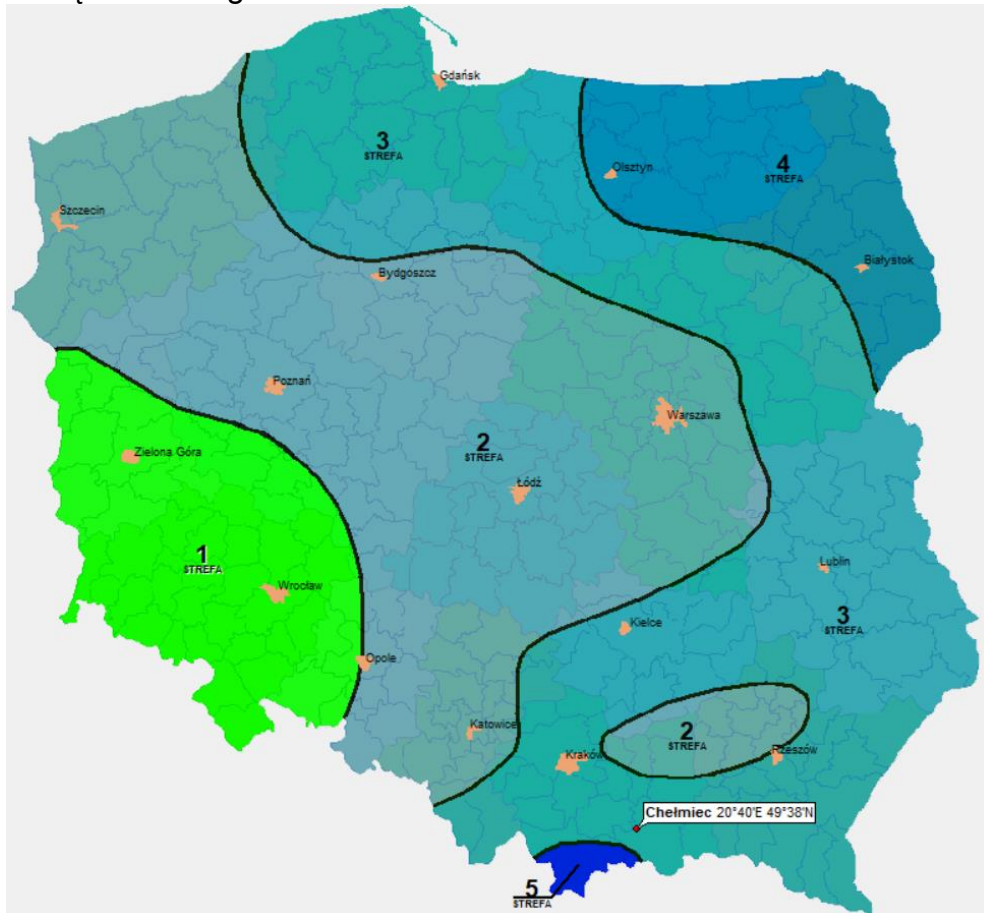 Gdańsk
3
STREFA
Olsztyn
4
STREFA
Szczecin
Białystok
Bydgoszcz
Poznań
Warszawa
2
STREFA
Zielona Góra
Łódź
1
STREFA
Wrocław
Lublin
3
STREFA
Kielce
Opole
Katowice
2
STREFA
Kraków
Rzeszów
Chełmiec 20°40'E 49°38'N
5
STREFA